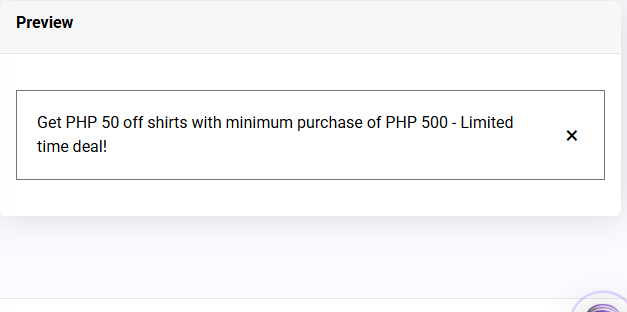 Preview
Get PHP 50 off shirts with minimum purchase of PHP 500 - Limited
time deal!